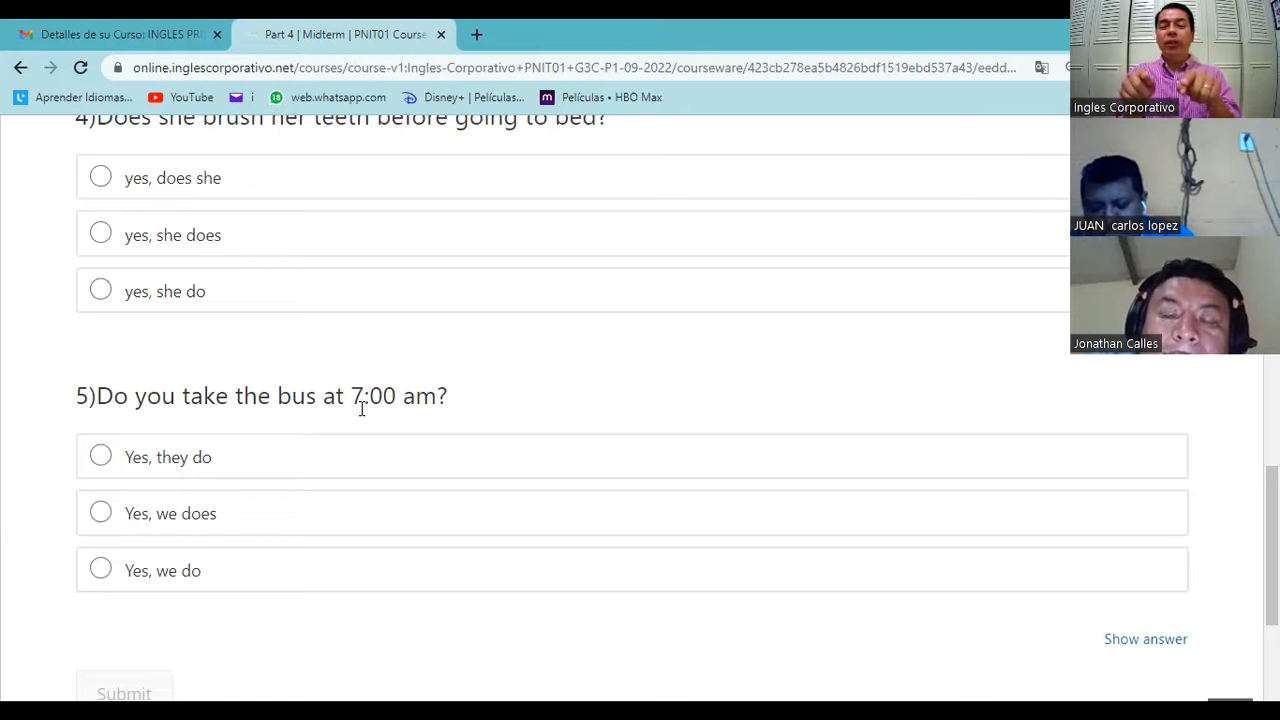 Detalles de su Curso: INGLES PRI
Part 4 | Midterm | PNIT01 Course
online.inglescorporativo.net/courses/course-v1:Ingles-Corporativo+PNIT01+G3C-P1-09-2022/courseware/423cb278ea5b4826bdf1519ebd537a43/eedd...
Aprender Idiomas...
YouTube
i
web.whatsapp.com
Disney+ | Películas...
Películas · HBO Max
Ingles Corporativo
JUAN carlos lopez
Jonathan Calles
4)Does she brush her teeth before going to bed?
yes, does she
yes, she does
yes, she do
5)Do you take the bus at 7:00 am?
Yes, they do
Yes, we does
Yes, we do
Show answer
Submit